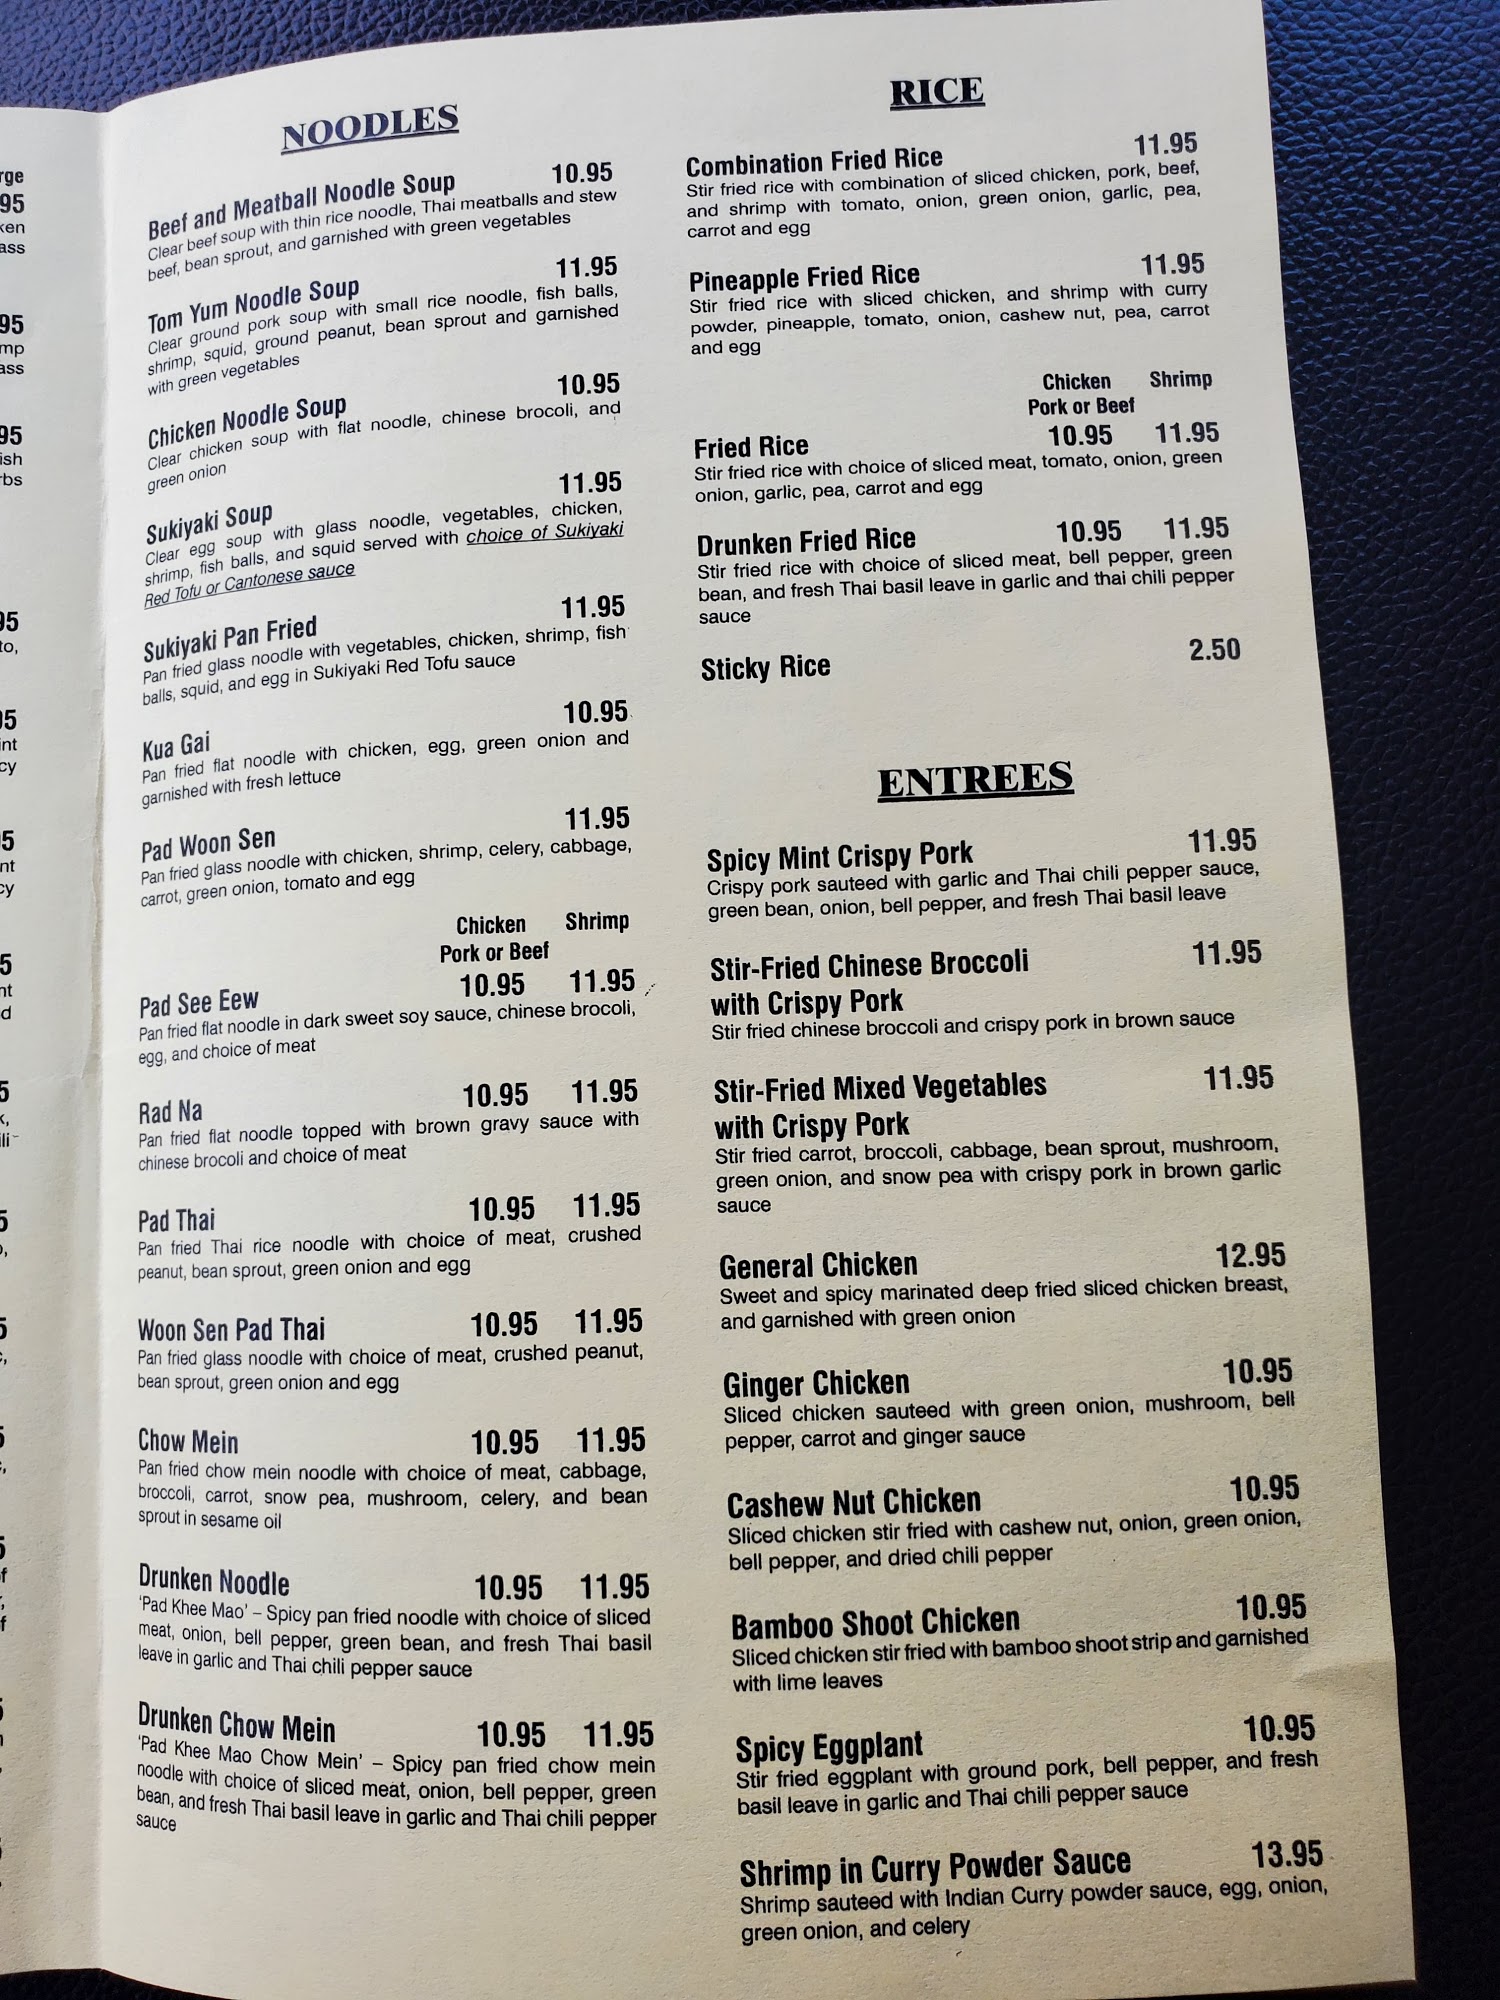 rge
95
ken
ass
95
mp
ass
95
ish
rbs
95
to,
95
int
cy
5
nt
cy
5
nt
d
5
k,
ili
5
5
5
5
f
f
NOODLES
Beef and Meatball Noodle Soup 10.95
Clear beef soup with thin rice noodle, Thai meatballs and stew
beef, bean sprout, and garnished with green vegetables
Tom Yum Noodle Soup 11.95
Clear ground pork soup with small rice noodle, fish balls,
shrimp, squid, ground peanut, bean sprout and garnished
with green vegetables
Chicken Noodle Soup 10.95
Clear chicken soup with flat noodle, chinese brocoli, and
green onion
Sukiyaki Soup 11.95
Clear egg soup with glass noodle, vegetables, chicken,
shrimp, fish balls, and squid served with choice of Sukiyaki
Red Tofu or Cantonese sauce
Sukiyaki Pan Fried 11.95
Pan fried glass noodle with vegetables, chicken, shrimp, fish
balls, squid, and egg in Sukiyaki Red Tofu sauce
Kua Gai 10.95
Pan fried flat noodle with chicken, egg, green onion and
garnished with fresh lettuce
Pad Woon Sen 11.95
Pan fried glass noodle with chicken, shrimp, celery, cabbage,
carrot, green onion, tomato and egg
Chicken Shrimp
Pork or Beef
Pad See Eew 10.95 11.95
Pan fried flat noodle in dark sweet soy sauce, chinese brocoli,
egg, and choice of meat
Rad Na 10.95 11.95
Pan fried flat noodle topped with brown gravy sauce with
chinese brocoli and choice of meat
Pad Thai 10.95 11.95
Pan fried Thai rice noodle with choice of meat, crushed
peanut, bean sprout, green onion and egg
Woon Sen Pad Thai 10.95 11.95
Pan fried glass noodle with choice of meat, crushed peanut,
bean sprout, green onion and egg
Chow Mein 10.95 11.95
Pan fried chow mein noodle with choice of meat, cabbage,
broccoli, carrot, snow pea, mushroom, celery, and bean
sprout in sesame oil
Drunken Noodle 10.95 11.95
'Pad Khee Mao' – Spicy pan fried noodle with choice of sliced
meat, onion, bell pepper, green bean, and fresh Thai basil
leave in garlic and Thai chili pepper sauce
Drunken Chow Mein 10.95 11.95
'Pad Khee Mao Chow Mein' – Spicy pan fried chow mein
noodle with choice of sliced meat, onion, bell pepper, green
bean, and fresh Thai basil leave in garlic and Thai chili pepper
sauce
RICE
Combination Fried Rice 11.95
Stir fried rice with combination of sliced chicken, pork, beef,
and shrimp with tomato, onion, green onion, garlic, pea,
carrot and egg
Pineapple Fried Rice 11.95
Stir fried rice with sliced chicken, and shrimp with curry
powder, pineapple, tomato, onion, cashew nut, pea, carrot
and egg
Chicken Shrimp
Pork or Beef
Fried Rice 10.95 11.95
Stir fried rice with choice of sliced meat, tomato, onion, green
onion, garlic, pea, carrot and egg
Drunken Fried Rice 10.95 11.95
Stir fried rice with choice of sliced meat, bell pepper, green
bean, and fresh Thai basil leave in garlic and thai chili pepper
sauce
Sticky Rice 2.50
ENTREES
Spicy Mint Crispy Pork 11.95
Crispy pork sauteed with garlic and Thai chili pepper sauce,
green bean, onion, bell pepper, and fresh Thai basil leave
Stir-Fried Chinese Broccoli 11.95
with Crispy Pork
Stir fried chinese broccoli and crispy pork in brown sauce
Stir-Fried Mixed Vegetables 11.95
with Crispy Pork
Stir fried carrot, broccoli, cabbage, bean sprout, mushroom,
green onion, and snow pea with crispy pork in brown garlic
sauce
General Chicken 12.95
Sweet and spicy marinated deep fried sliced chicken breast,
and garnished with green onion
Ginger Chicken 10.95
Sliced chicken sauteed with green onion, mushroom, bell
pepper, carrot and ginger sauce
Cashew Nut Chicken 10.95
Sliced chicken stir fried with cashew nut, onion, green onion,
bell pepper, and dried chili pepper
Bamboo Shoot Chicken 10.95
Sliced chicken stir fried with bamboo shoot strip and garnished
with lime leaves
Spicy Eggplant 10.95
Stir fried eggplant with ground pork, bell pepper, and fresh
basil leave in garlic and Thai chili pepper sauce
Shrimp in Curry Powder Sauce 13.95
Shrimp sauteed with Indian Curry powder sauce, egg, onion,
green onion, and celery